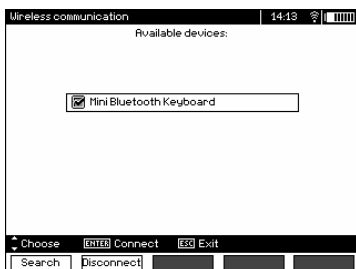 Wireless communication 14:13
Available devices:
Mini Bluetooth Keyboard
Choose ENTER Connect ESC Exit
Search Disconnect